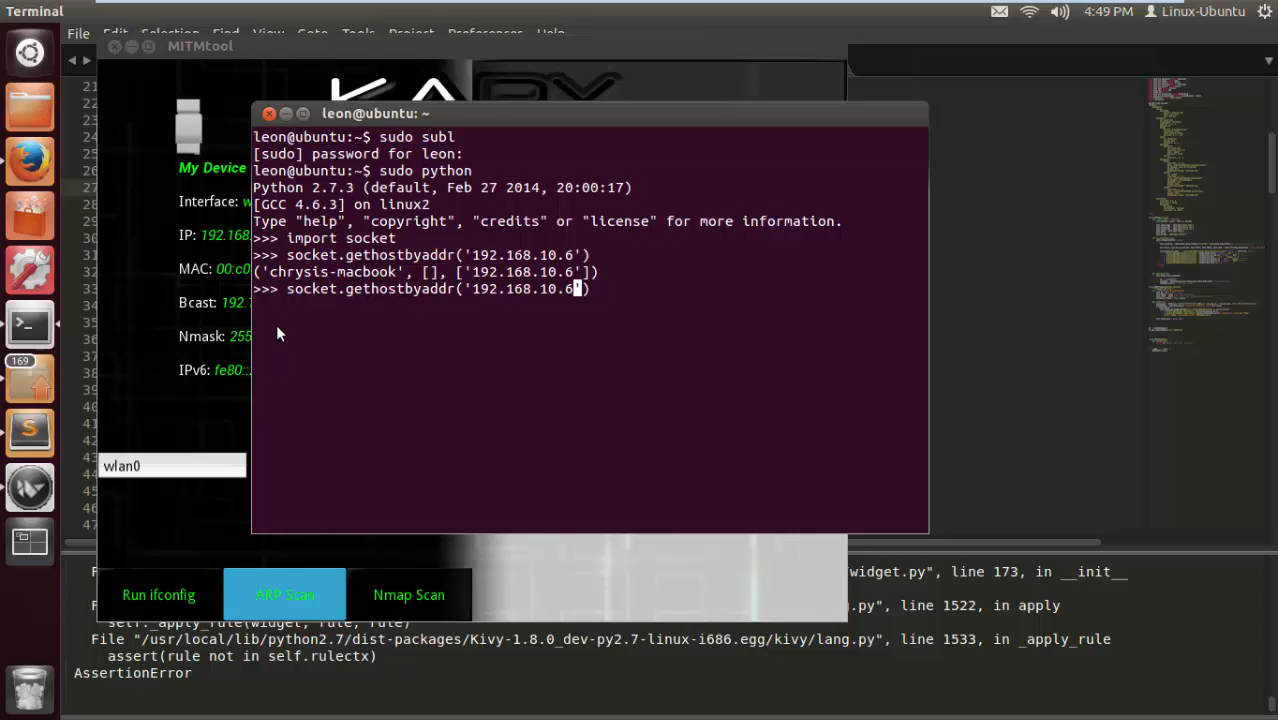 Terminal
4:49 PM
Linux-Ubuntu
File Edit Selection Find View Goto Tools Project Preferences Help
MITMtool
21
22
23
24
25
26
27
28
29
30
31
32
33
34
35
36
37
38
39
40
41
42
43
44
45
46
47
My Device
Interface: w
IP: 192.168
MAC: 00:c0
Bcast: 192.
Nmask: 255
IPv6: fe80::
wlan0
Run ifconfig
ARP Scan
Nmap Scan
leon@ubuntu: ~
leon@ubuntu:~$ sudo subl
[sudo] password for leon:
leon@ubuntu:~$ sudo python
Python 2.7.3 (default, Feb 27 2014, 20:00:17)
[GCC 4.6.3] on linux2
Type "help", "copyright", "credits" or "license" for more information.
>>> import socket
>>> socket.gethostbyaddr('192.168.10.6')
('chrysis-macbook', [], ['192.168.10.6'])
>>> socket.gethostbyaddr('192.168.10.6')
169
/widget.py", line 173, in __init__
.py", line 1522, in apply
self._apply_rule(widget, rule, rule)
File "/usr/local/lib/python2.7/dist-packages/Kivy-1.8.0_dev-py2.7-linux-i686.egg/kivy/lang.py", line 1533, in _apply_rule
assert(rule not in self.rulectx)
AssertionError